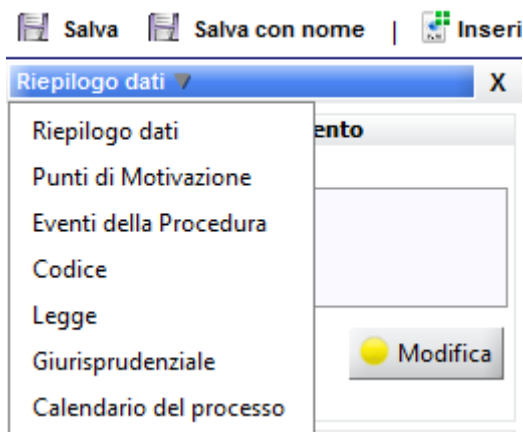 Salva Salva con nome | Inseri
Riepilogo dati X
Riepilogo dati ento
Punti di Motivazione
Eventi della Procedura
Codice
Legge
Giurisprudenziale Modifica
Calendario del processo